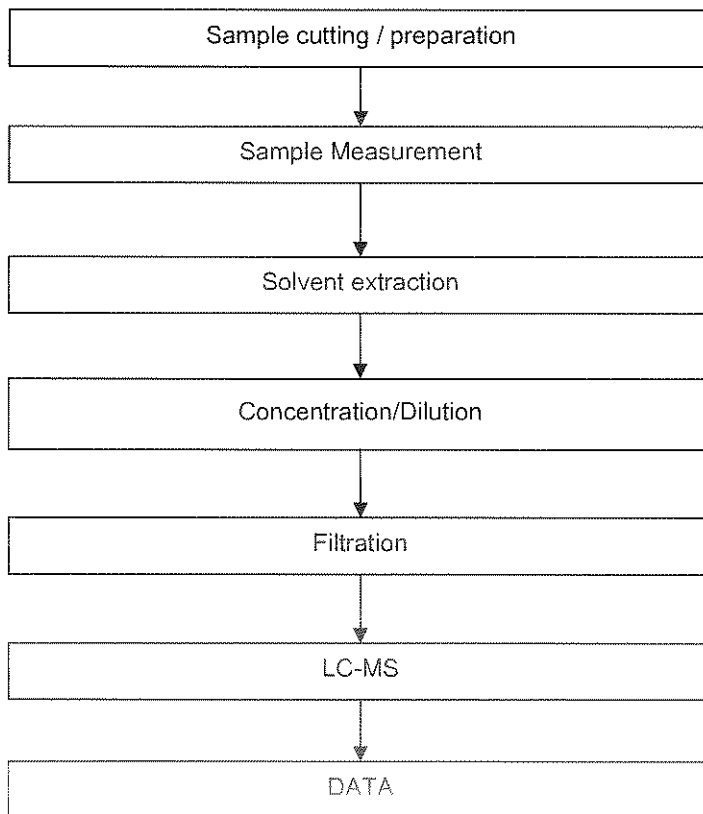 Sample cutting / preparation
Sample Measurement
Solvent extraction
Concentration/Dilution
Filtration
LC-MS
DATA